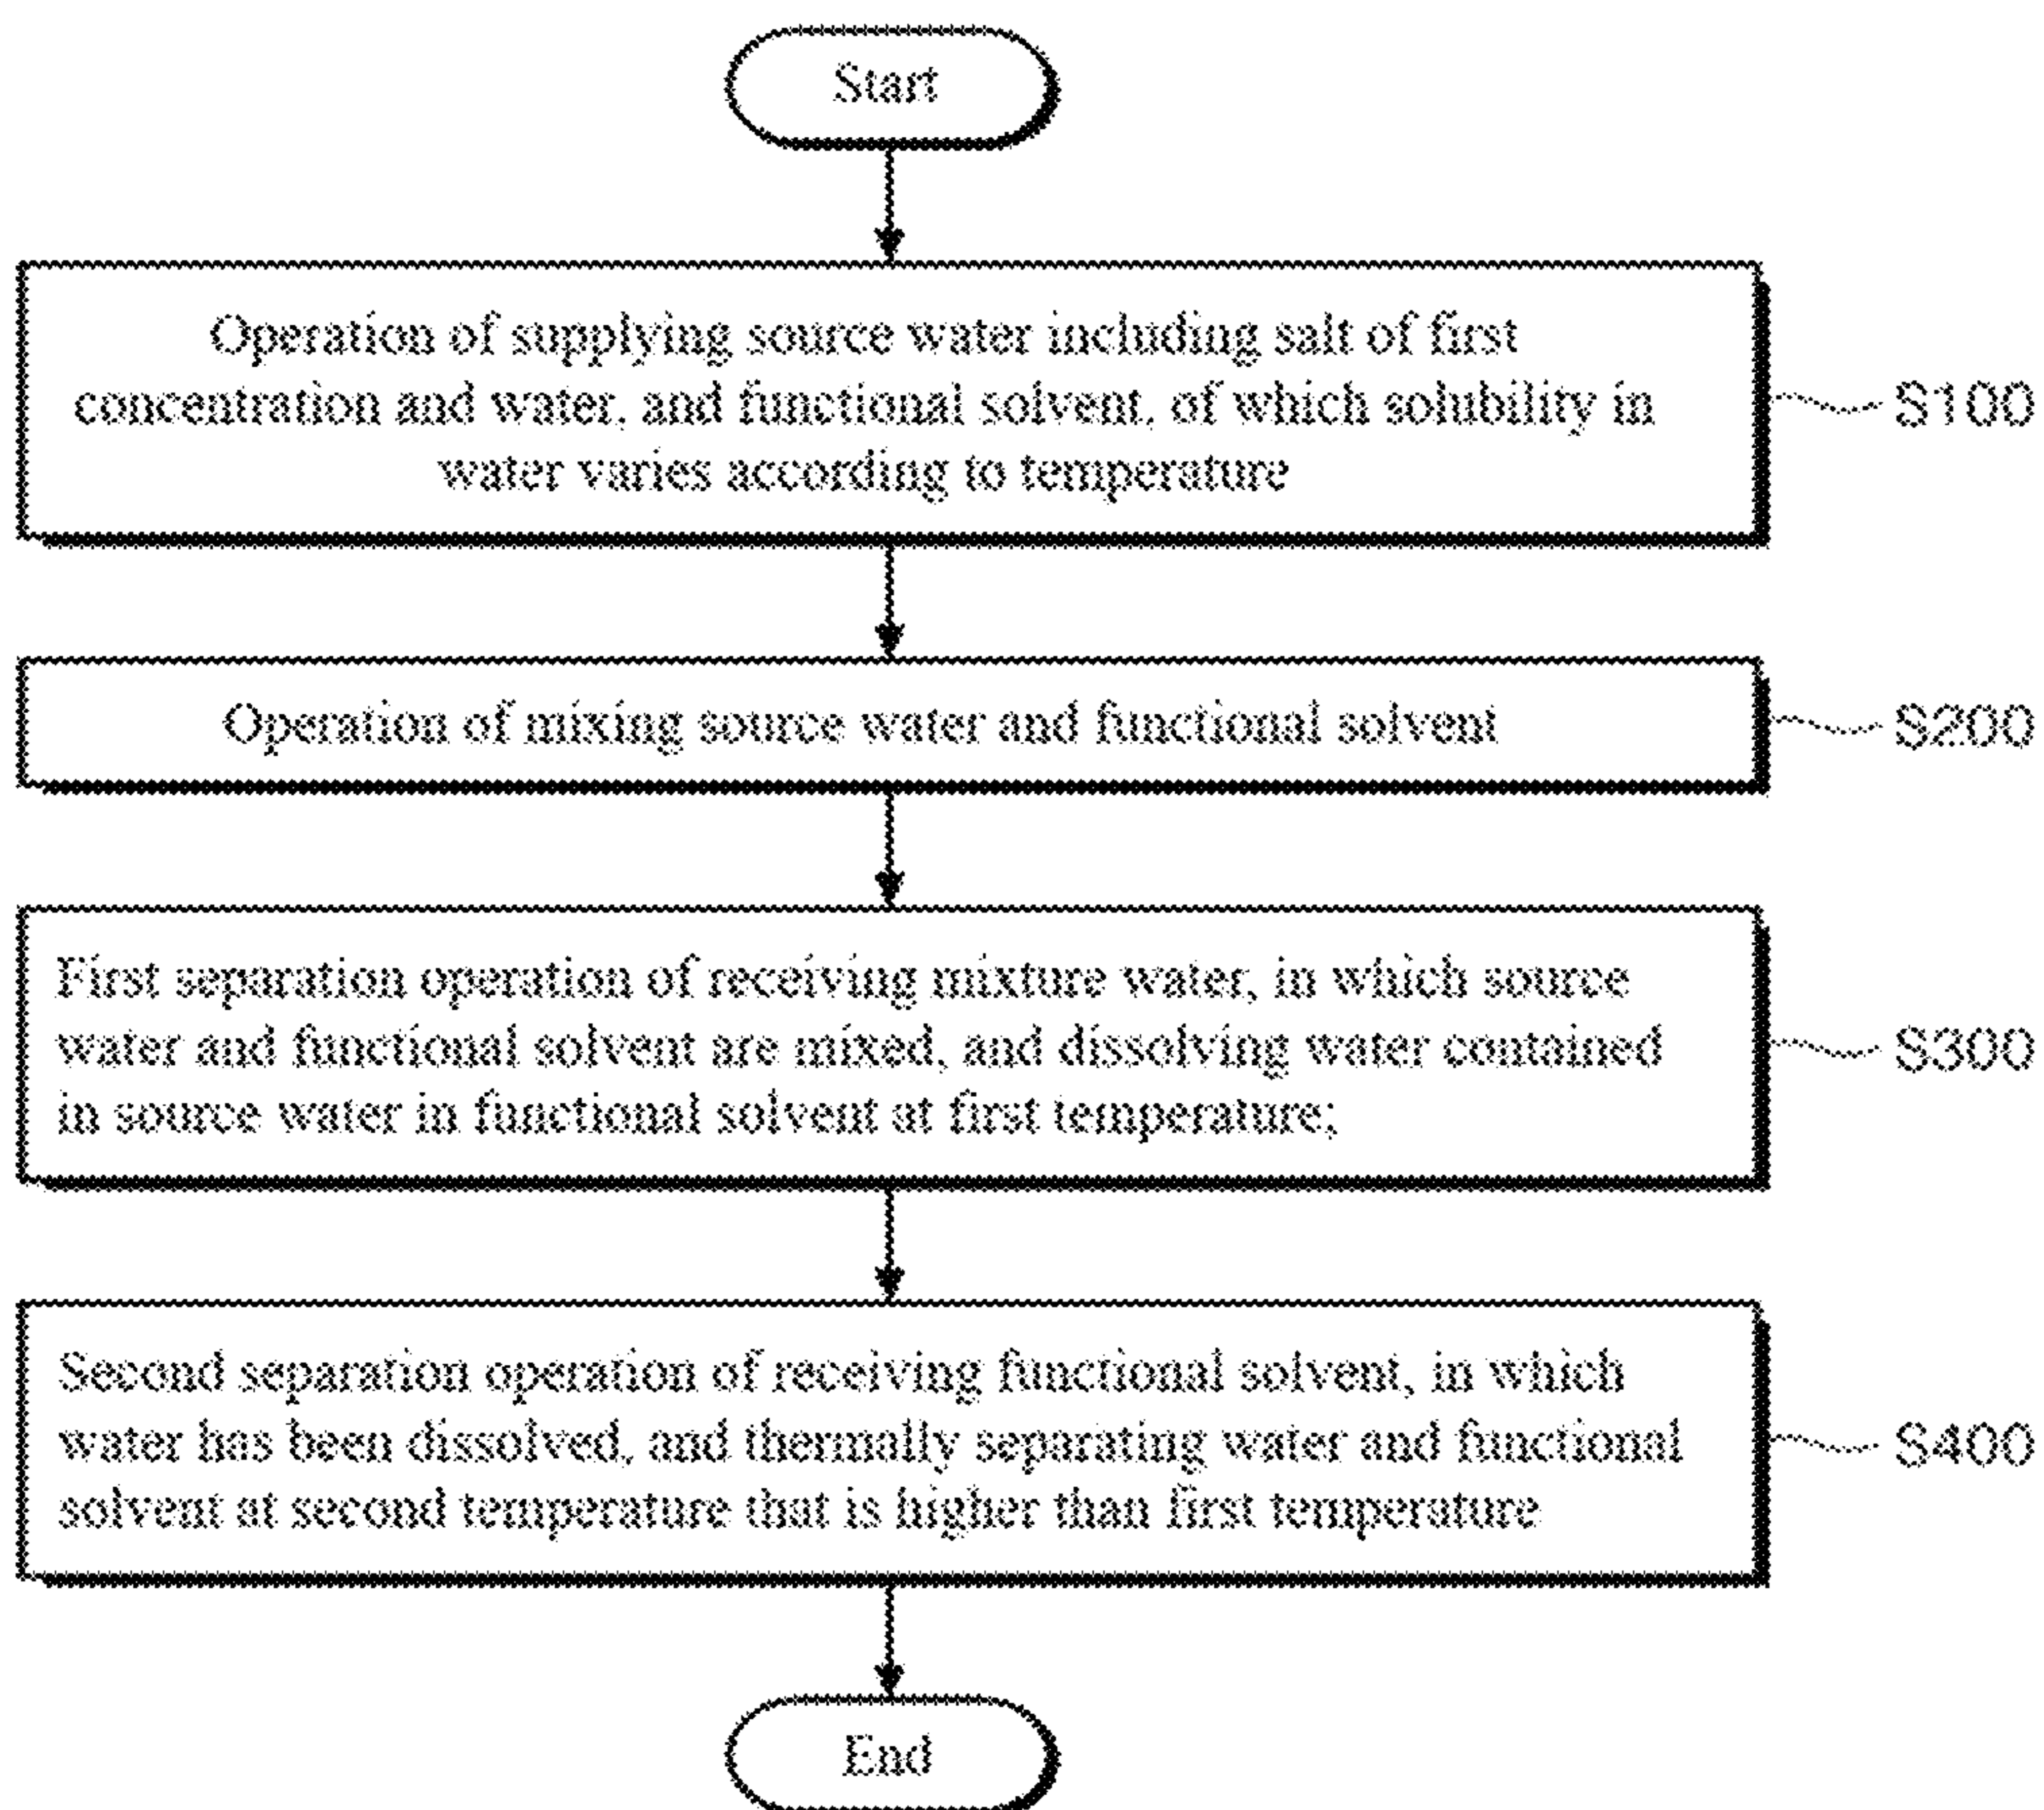 Start
Operation of supplying source water including salt of first
concentration and water, and functional solvent, of which solubility in
water varies according to temperature
S100
Operation of mixing source water and functional solvent
S200
First separation operation of receiving mixture water, in which source
water and functional solvent are mixed, and dissolving water contained
in source water in functional solvent at first temperature;
S300
Second separation operation of receiving functional solvent, in which
water has been dissolved, and thermally separating water and functional
solvent at second temperature that is higher than first temperature
S400
End